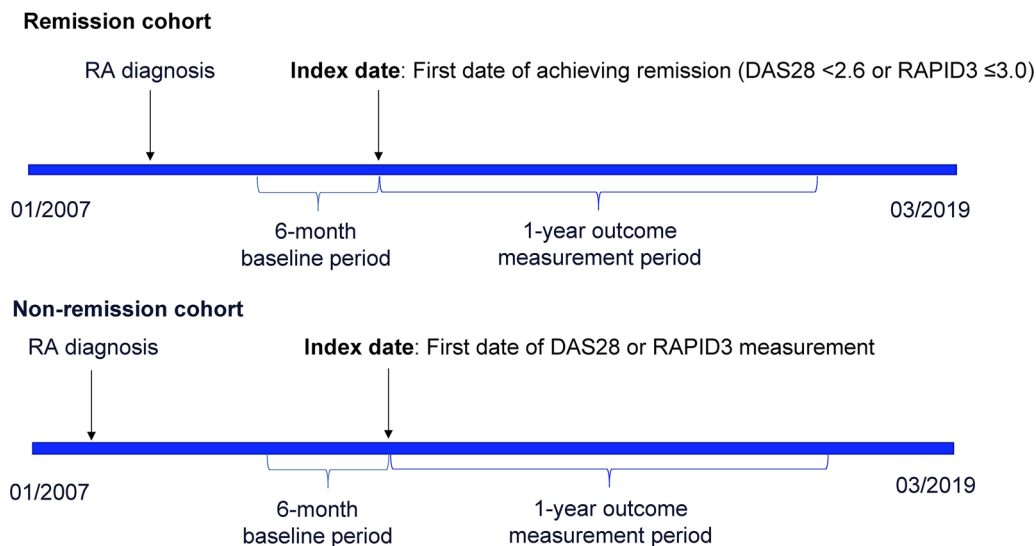 Remission cohort
RA diagnosis
Index date: First date of achieving remission (DAS28 <2.6 or RAPID3 ≤3.0)
01/2007
03/2019
6-month
baseline period
1-year outcome
measurement period
Non-remission cohort
RA diagnosis
Index date: First date of DAS28 or RAPID3 measurement
01/2007
03/2019
6-month
baseline period
1-year outcome
measurement period